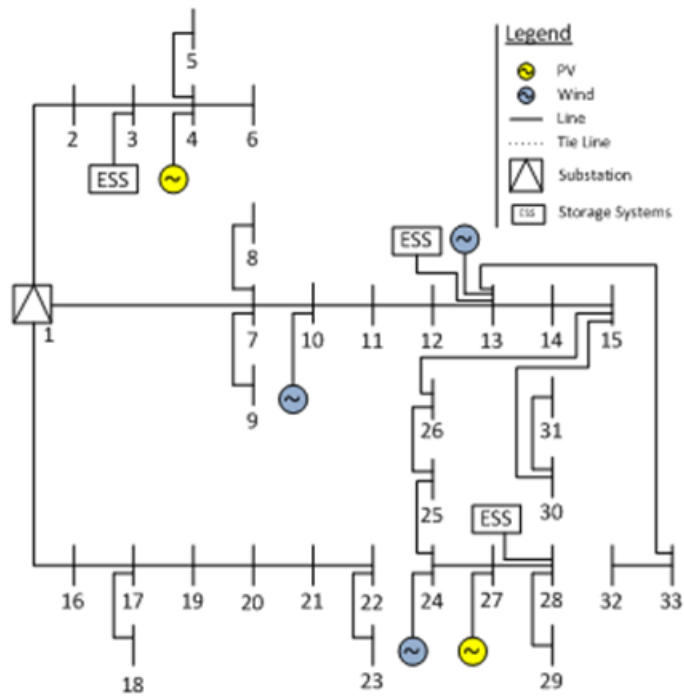 Legend
PV
Wind
Line
Tie Line
Substation
ESS Storage Systems
5
2 3 4 6
ESS ~
8
ESS ~
1 7 10 11 12 13 14 15
~
9
26 31
25 30
ESS
16 17 19 20 21 22 24 27 28 32 33
~ ~
18 23 29